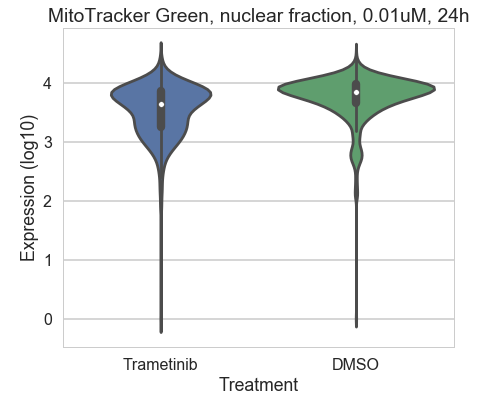 MitoTracker Green, nuclear fraction, 0.01uM, 24h
Expression (log10)
4
3
2
1
0
Trametinib
DMSO
Treatment